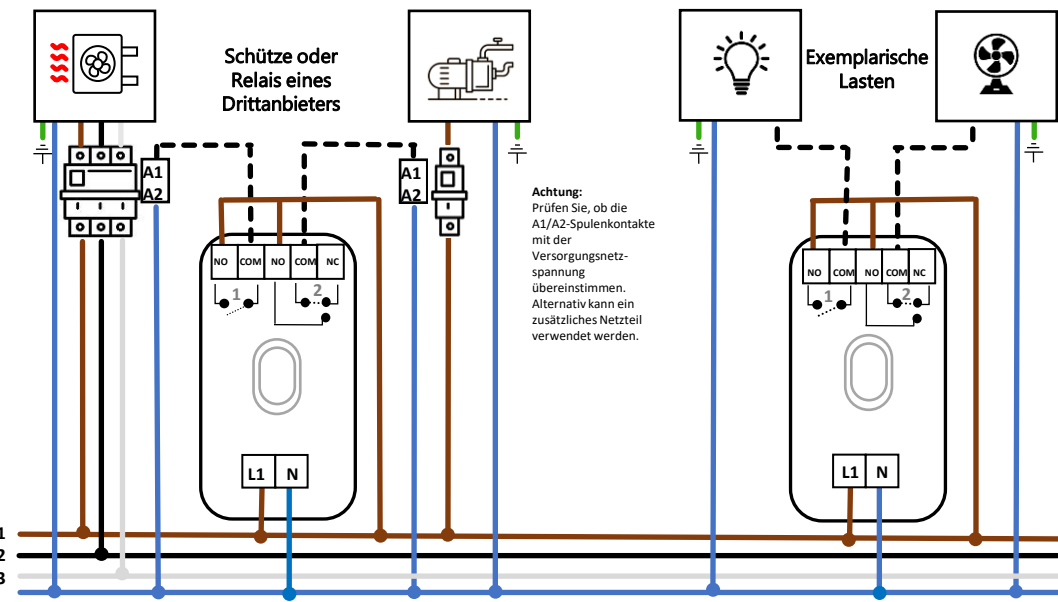 Schütze oder
Relais eines
Drittanbieters
Exemplarische
Lasten
A1
A2
A1
A2
Achtung:
Prüfen Sie, ob die
A1/A2-Spulenkontakte
mit der
Versorgungsnetz-
spannung
übereinstimmen.
Alternativ kann ein
zusätzliches Netzteil
verwendet werden.
NO COM NO COM NC
1 2
L1 N
NO COM NO COM NC
1 2
L1 N
1
2
3